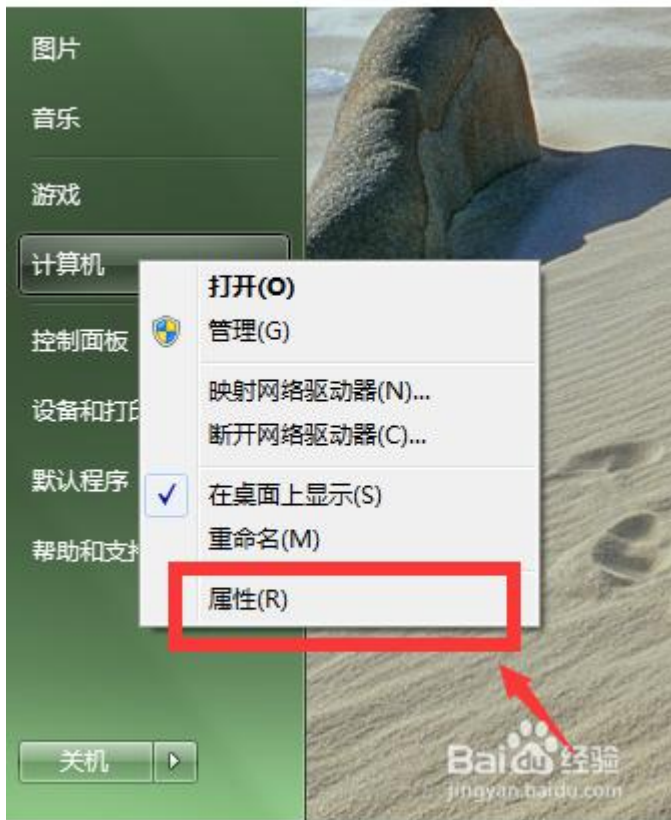 图片
音乐
游戏
计算机
控制面板
设备和打印
默认程序
帮助和支持
打开(O)
管理(G)
映射网络驱动器(N)...
断开网络驱动器(C)...
在桌面上显示(S)
重命名(M)
属性(R)
关机
Baidu 经验
jingyan.baidu.com